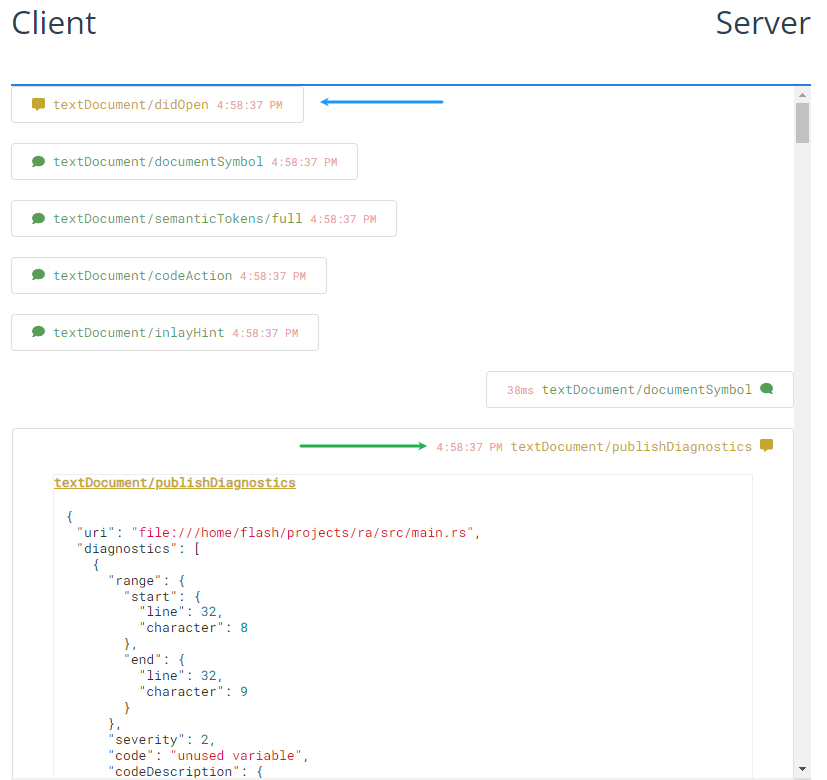 Client Server
textDocument/didOpen 4:58:37 PM
textDocument/documentSymbol 4:58:37 PM
textDocument/semanticTokens/full 4:58:37 PM
textDocument/codeAction 4:58:37 PM
textDocument/inlayHint 4:58:37 PM
38ms textDocument/documentSymbol
4:58:37 PM textDocument/publishDiagnostics
textDocument/publishDiagnostics
{
"uri": "file:///home/flash/projects/ra/src/main.rs",
"diagnostics": [
{
"range": {
"start": {
"line": 32,
"character": 8
},
"end": {
"line": 32,
"character": 9
}
},
"severity": 2,
"code": "unused_variable",
"codeDescription": {